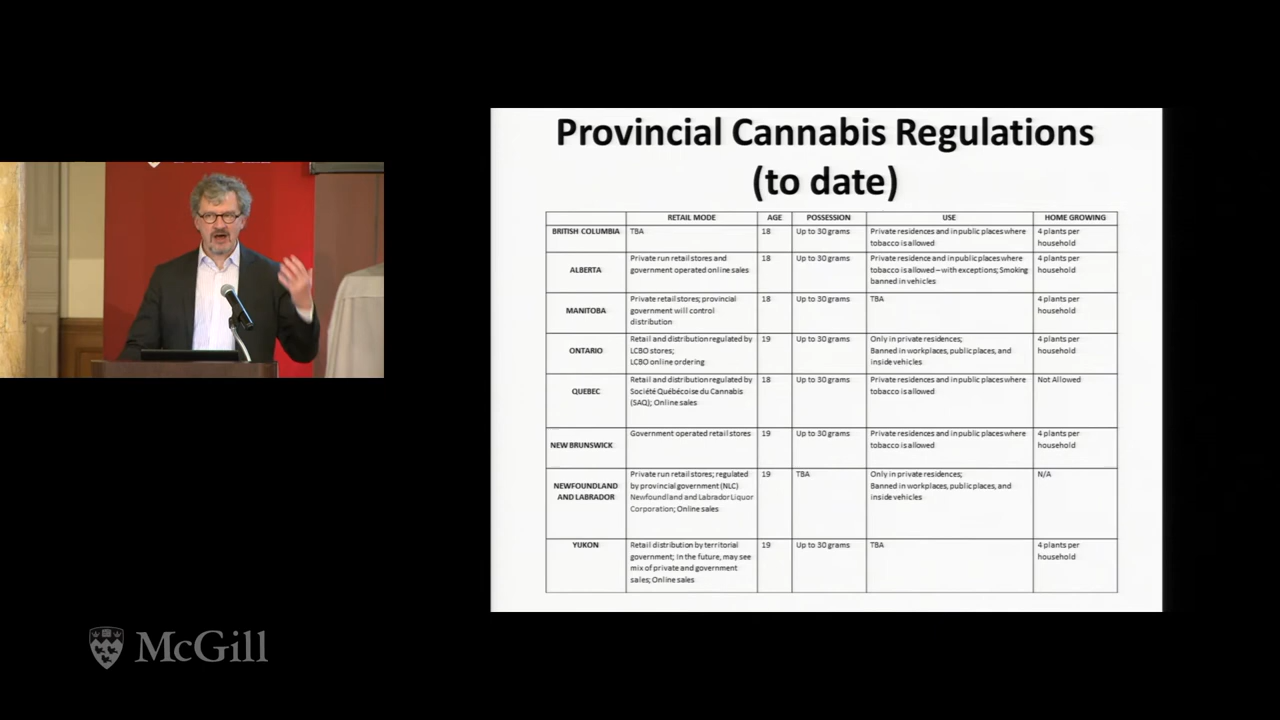 Provincial Cannabis Regulations
(to date)
RETAIL MODE AGE POSSESSION USE HOME GROWING
BRITISH COLUMBIA
TBA
18
Up to 30 grams
Private residences and in public places where
tobacco is allowed
4 plants per
household
ALBERTA
Private run retail stores and
government operated online sales
18
Up to 30 grams
Private residence and in public places where
tobacco is allowed – with exceptions; Smoking
banned in vehicles
4 plants per
household
MANITOBA
Private retail stores; provincial
government will control
distribution
18
Up to 30 grams
TBA
4 plants per
household
ONTARIO
Retail and distribution regulated by
LCBO stores;
LCBO online ordering
19
Up to 30 grams
Only in private residences;
Banned in workplaces, public places, and
inside vehicles
4 plants per
household
QUEBEC
Retail and distribution regulated by
Société Québécoise du Cannabis
(SAQ); Online sales
18
Up to 30 grams
Private residences and in public places where
tobacco is allowed
Not Allowed
NEW BRUNSWICK
Government operated retail stores
19
Up to 30 grams
Private residences and in public places where
tobacco is allowed
4 plants per
household
NEWFOUNDLAND
AND LABRADOR
Private run retail stores; regulated
by provincial government (NLC)
Newfoundland and Labrador Liquor
Corporation; Online sales
19
TBA
Only in private residences;
Banned in workplaces, public places, and
inside vehicles
N/A
YUKON
Retail distribution by territorial
government; In the future, may see
mix of private and government
sales; Online sales
19
Up to 30 grams
TBA
4 plants per
household
McGill